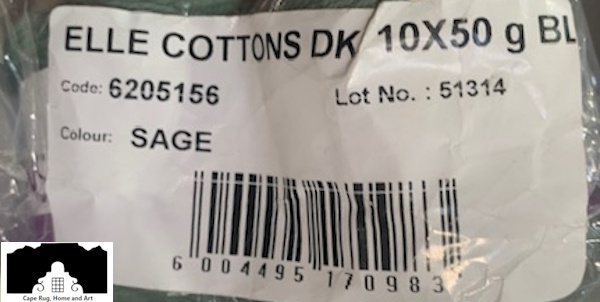 ELLE COTTONS DK 10X50 g BL
Code: 6205156
Lot No. : 51314
Colour: SAGE
6 004495 170983
Cape Rug, Home and Art